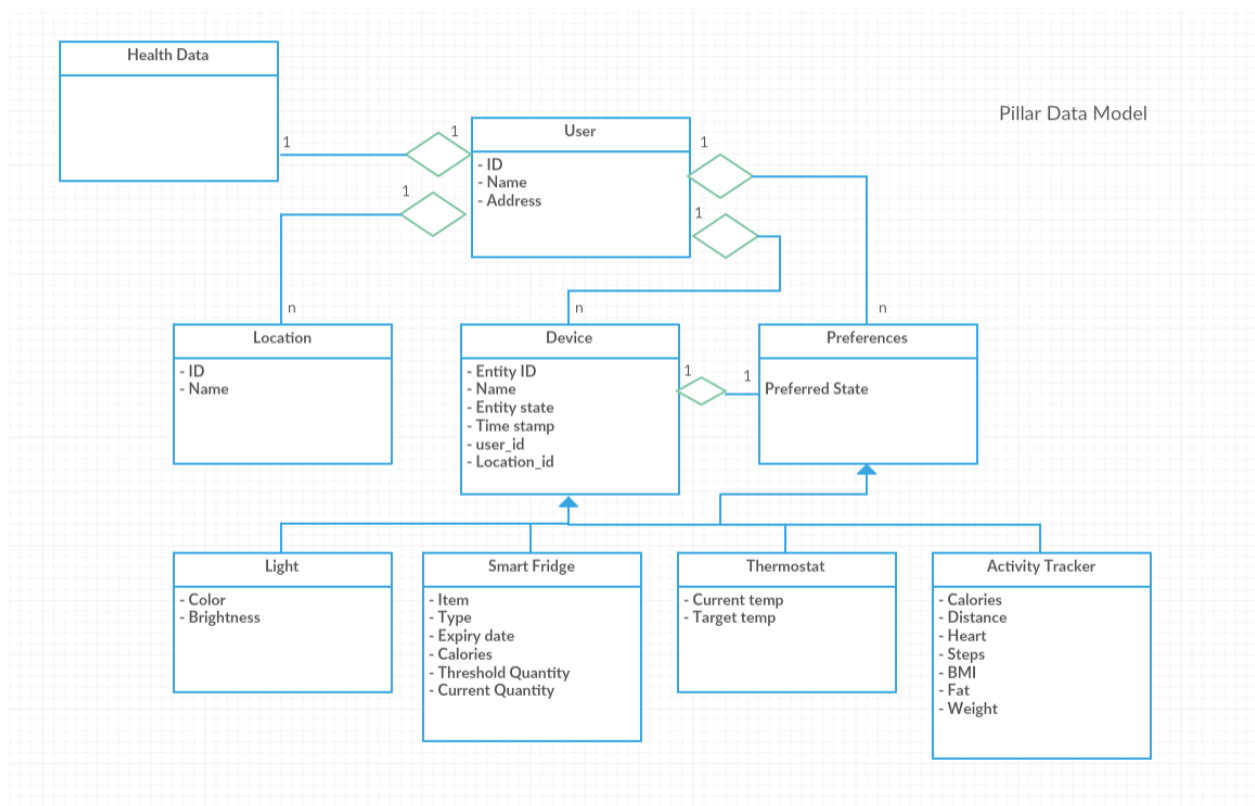 Health Data
Pillar Data Model
1
1
User
- ID
- Name
- Address
1
1
1
n
n
n
Location
- ID
- Name
Device
- Entity ID
- Name
- Entity state
- Time stamp
- user_id
- Location_id
1
1
Preferences
Preferred State
Light
- Color
- Brightness
Smart Fridge
- Item
- Type
- Expiry date
- Calories
- Threshold Quantity
- Current Quantity
Thermostat
- Current temp
- Target temp
Activity Tracker
- Calories
- Distance
- Heart
- Steps
- BMI
- Fat
- Weight